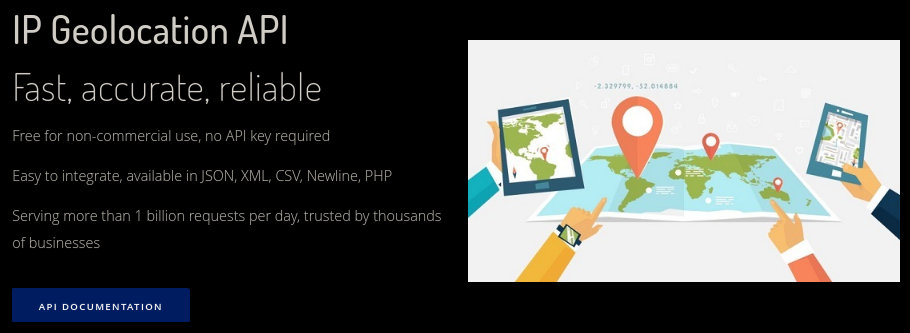 IP Geolocation API
Fast, accurate, reliable
Free for non-commercial use, no API key required
Easy to integrate, available in JSON, XML, CSV, Newline, PHP
Serving more than 1 billion requests per day, trusted by thousands
of businesses
API DOCUMENTATION
-2.329799, -52.014884